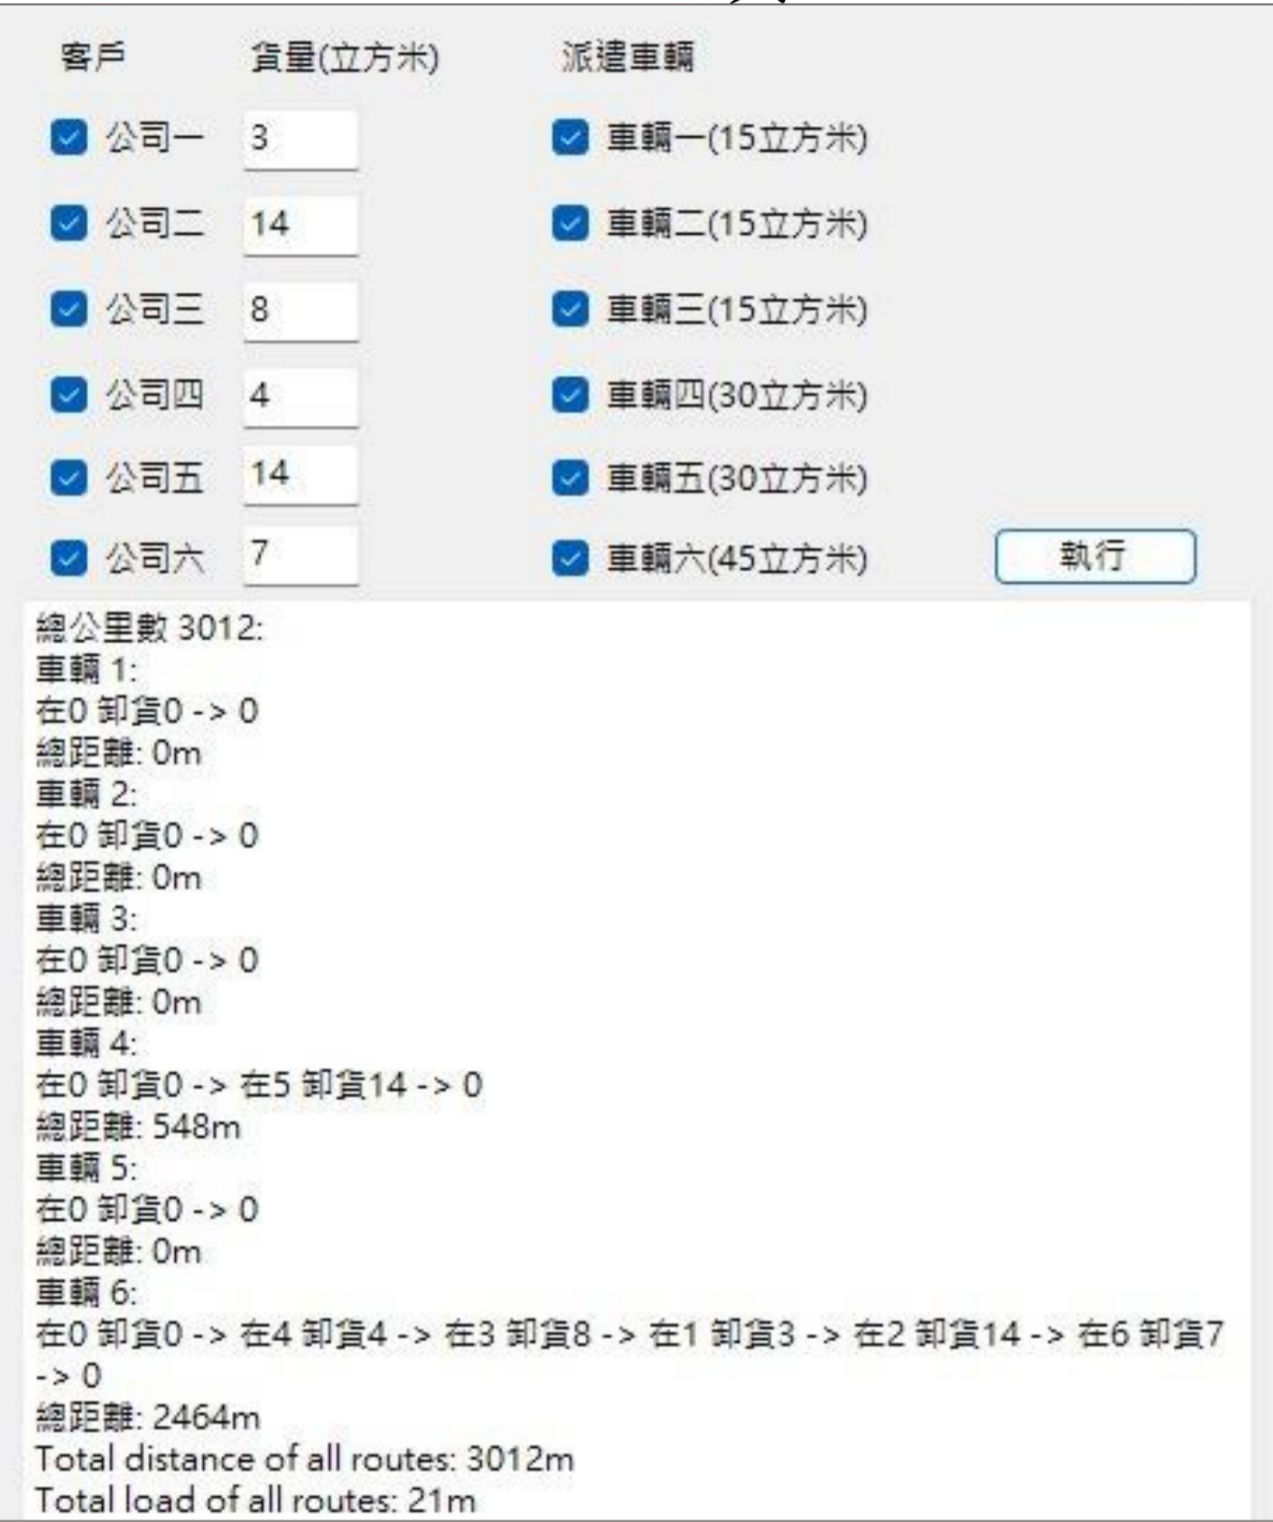 客戶 貨量(立方米) 派遣車輛
公司一 3 車輛一(15立方米)
公司二 14 車輛二(15立方米)
公司三 8 車輛三(15立方米)
公司四 4 車輛四(30立方米)
公司五 14 車輛五(30立方米)
公司六 7 車輛六(45立方米) 執行
總公里數 3012:
車輛 1:
在0 卸貨0 -> 0
總距離: 0m
車輛 2:
在0 卸貨0 -> 0
總距離: 0m
車輛 3:
在0 卸貨0 -> 0
總距離: 0m
車輛 4:
在0 卸貨0 -> 在5 卸貨14 -> 0
總距離: 548m
車輛 5:
在0 卸貨0 -> 0
總距離: 0m
車輛 6:
在0 卸貨0 -> 在4 卸貨4 -> 在3 卸貨8 -> 在1 卸貨3 -> 在2 卸貨14 -> 在6 卸貨7
-> 0
總距離: 2464m
Total distance of all routes: 3012m
Total load of all routes: 21m